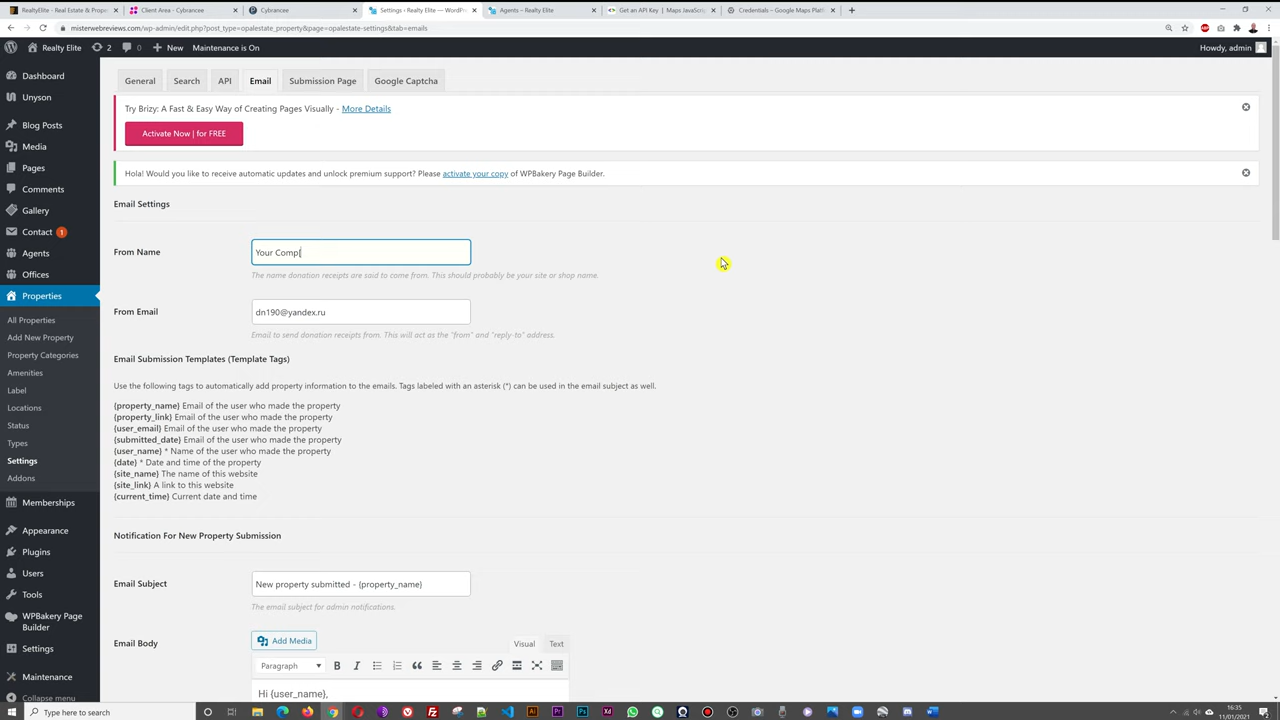 RealtyElite - Real Estate & Proper
Client Area - Cybrancee
Cybrancee
Settings ‹ Realty Elite — WordPr
Agents – Realty Elite
Get an API Key | Maps JavaScrip
Credentials – Google Maps Platf
misterwebreviews.com/wp-admin/edit.php?post_type=opalestate_property&page=opalestate-settings&tab=emails
Realty Elite 2 0 New Maintenance is On Howdy, admin
Dashboard
Unyson
Blog Posts
Media
Pages
Comments
Gallery
Contact 1
Agents
Offices
Properties
All Properties
Add New Property
Property Categories
Amenities
Label
Locations
Status
Types
Settings
Addons
Memberships
Appearance
Plugins
Users
Tools
WPBakery Page
Builder
Settings
Maintenance
Collapse menu
General Search API Email Submission Page Google Captcha
Try Brizy: A Fast & Easy Way of Creating Pages Visually - More Details
Activate Now | for FREE
Hola! Would you like to receive automatic updates and unlock premium support? Please activate your copy of WPBakery Page Builder.
Email Settings
From Name Your Comp
The name donation receipts are said to come from. This should probably be your site or shop name.
From Email dn190@yandex.ru
Email to send donation receipts from. This will act as the "from" and "reply-to" address.
Email Submission Templates (Template Tags)
Use the following tags to automatically add property information to the emails. Tags labeled with an asterisk (*) can be used in the email subject as well.
{property_name} Email of the user who made the property
{property_link} Email of the user who made the property
{user_email} Email of the user who made the property
{submitted_date} Email of the user who made the property
{user_name} * Name of the user who made the property
{date} * Date and time of the property
{site_name} The name of this website
{site_link} A link to this website
{current_time} Current date and time
Notification For New Property Submission
Email Subject New property submitted - {property_name}
The email subject for admin notifications.
Email Body Add Media Visual Text
Paragraph
Hi {user_name},
Type here to search
16:35
11/01/2021